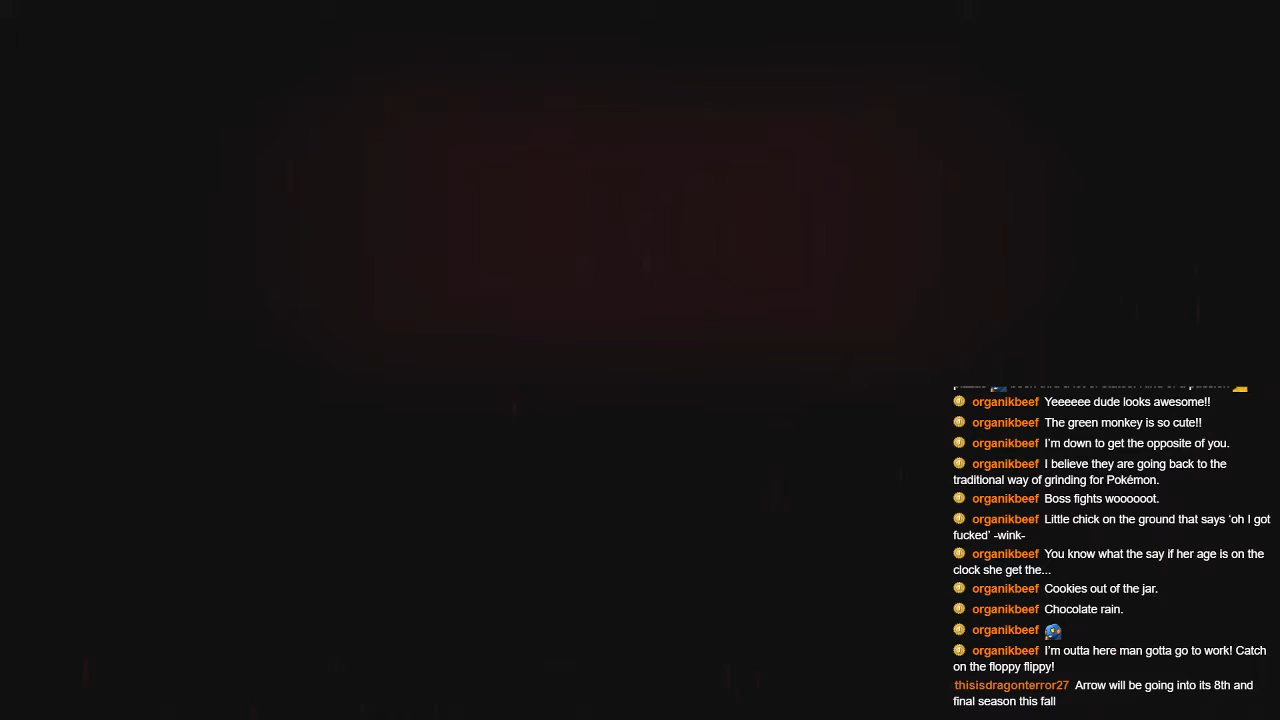 organikbeef Yeeeeee dude looks awesome!!
organikbeef The green monkey is so cute!!
organikbeef I'm down to get the opposite of you.
organikbeef I believe they are going back to the
traditional way of grinding for Pokémon.
organikbeef Boss fights woooooot.
organikbeef Little chick on the ground that says ‘oh I got
fucked’ -wink-
organikbeef You know what the say if her age is on the
clock she get the...
organikbeef Cookies out of the jar.
organikbeef Chocolate rain.
organikbeef
organikbeef I’m outta here man gotta go to work! Catch
on the floppy flippy!
thisisdragonterror27 Arrow will be going into its 8th and
final season this fall